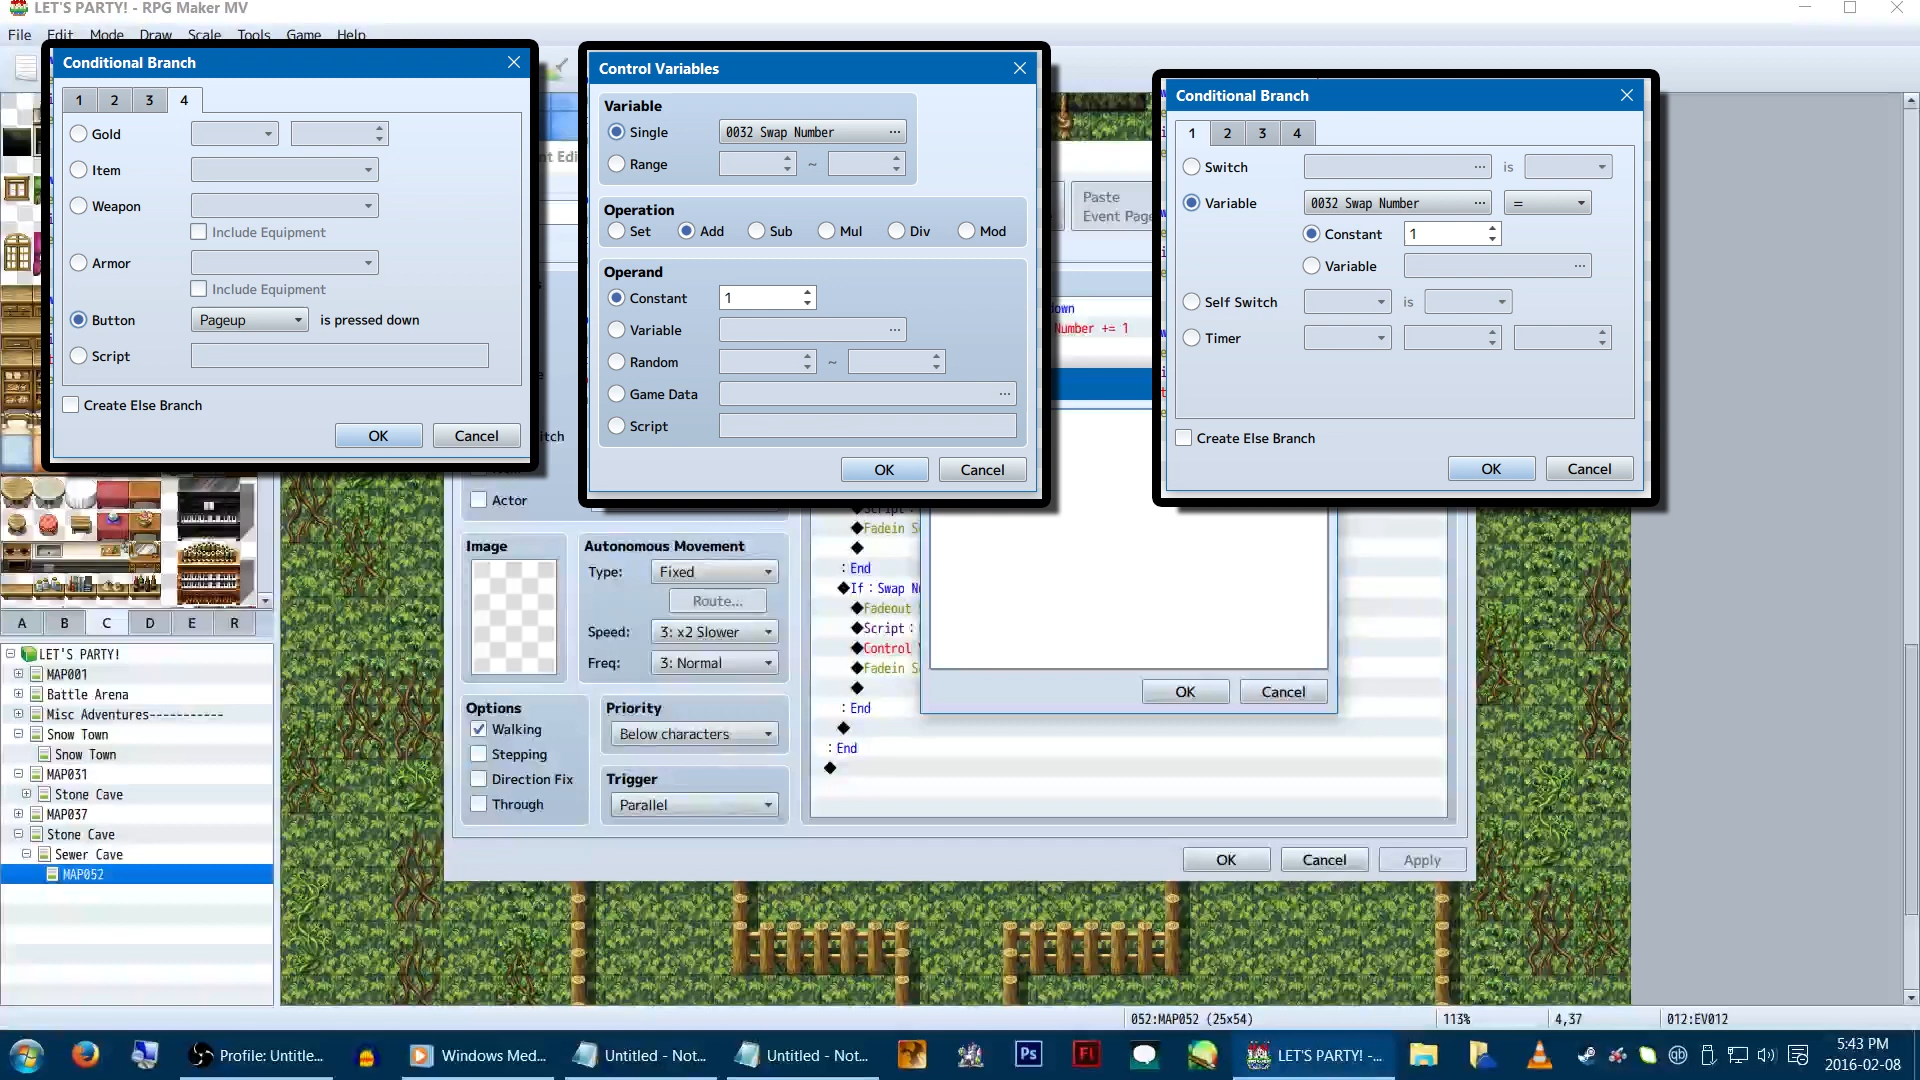 LET'S PARTY! - RPG Maker MV
File Edit Mode Draw Scale Tools Game Help
Conditional Branch
1 2 3 4
Gold
Item
Weapon
Include Equipment
Armor
Include Equipment
Button Pageup is pressed down
Script
Create Else Branch
OK Cancel
Control Variables
Variable
Single 0032 Swap Number ...
Range ~
Operation
Set Add Sub Mul Div Mod
Operand
Constant 1
Variable ...
Random ~
Game Data ...
Script
OK Cancel
Conditional Branch
1 2 3 4
Switch ... is
Variable 0032 Swap Number ... =
Constant 1
Variable ...
Self Switch is
Timer
Create Else Branch
OK Cancel
Paste
Event Page
Number += 1
Actor
Image
Autonomous Movement
Type: Fixed
Route...
Speed: 3: x2 Slower
Freq: 3: Normal
Options
Walking
Stepping
Direction Fix
Through
Priority
Below characters
Trigger
Parallel
◆Script:
◆Fadein S
◆
:End
◆If:Swap N
◆Fadeout
◆Script:
◆Control
◆Fadein S
◆
:End
◆
:End
◆
OK Cancel
OK Cancel Apply
A B C D E R
LET'S PARTY!
MAP001
Battle Arena
Misc Adventures-----------
Snow Town
Snow Town
MAP031
Stone Cave
MAP037
Stone Cave
Sewer Cave
MAP052
052:MAP052 (25x54) 113% 4,37 012:EV012
Profile: Untitle... Windows Med... Untitled - Not... Untitled - Not... Ps Fl LET'S PARTY! -... qb
5:43 PM
2016-02-08